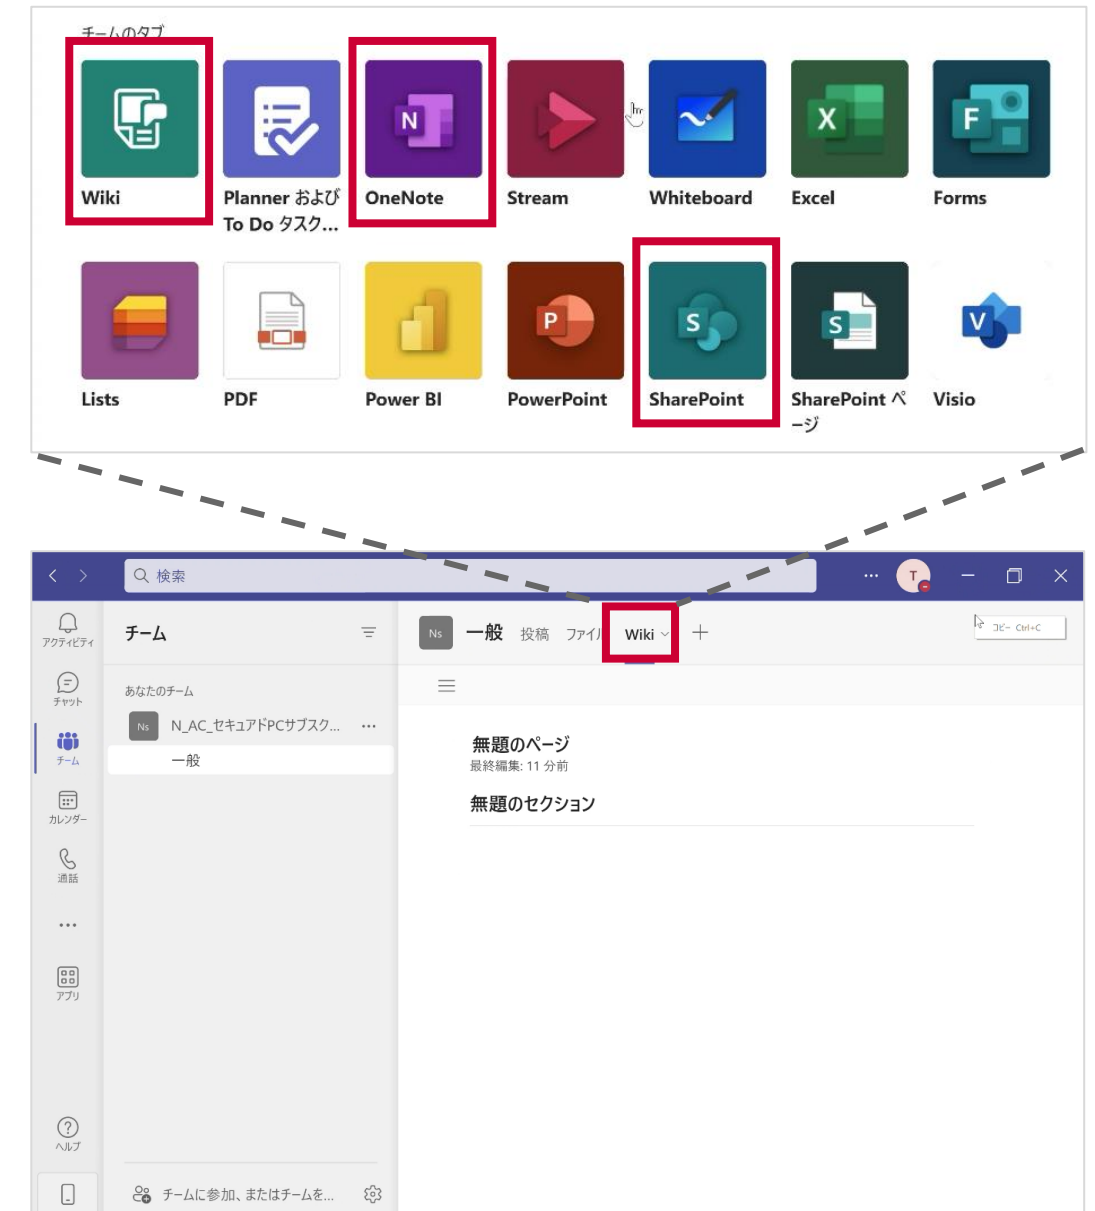 チームのタブ
Wiki
Planner および
To Do タスク...
OneNote
Stream
Whiteboard
Excel
Forms
Lists
PDF
Power BI
PowerPoint
SharePoint
SharePoint ペ
ージ
Visio
検索
T
アクティビティ
チャット
チーム
カレンダー
通話
アプリ
ヘルプ
チーム
あなたのチーム
Ns N_AC_セキュアドPCサブスク...
一般
チームに参加、またはチームを...
Ns 一般 投稿 ファイル Wiki
コピー Ctrl+C
無題のページ
最終編集: 11 分前
無題のセクション